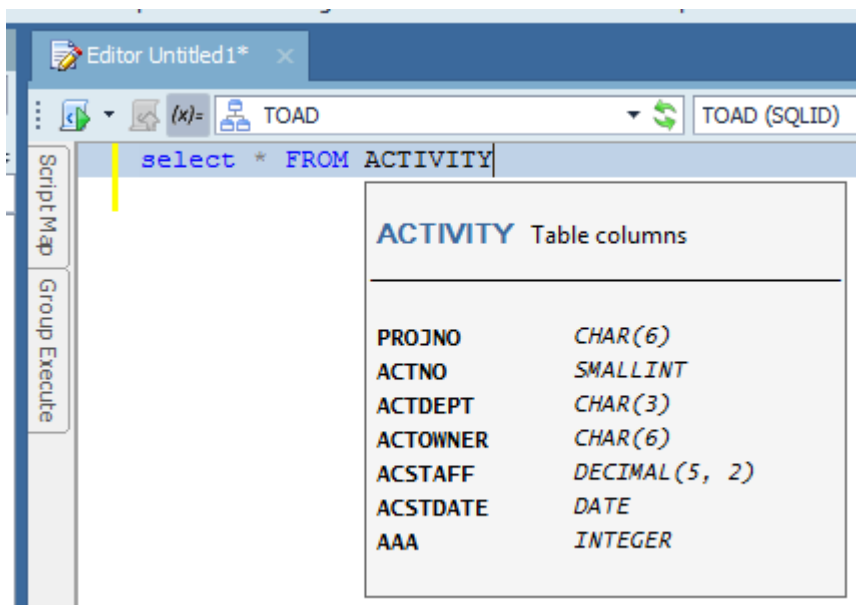 Editor Untitled1*
(x)= TOAD TOAD (SQLID)
Script Map
Group Execute
select * FROM ACTIVITY
ACTIVITY Table columns
PROJNO CHAR(6)
ACTNO SMALLINT
ACTDEPT CHAR(3)
ACTOWNER CHAR(6)
ACSTAFF DECIMAL(5, 2)
ACSTDATE DATE
AAA INTEGER